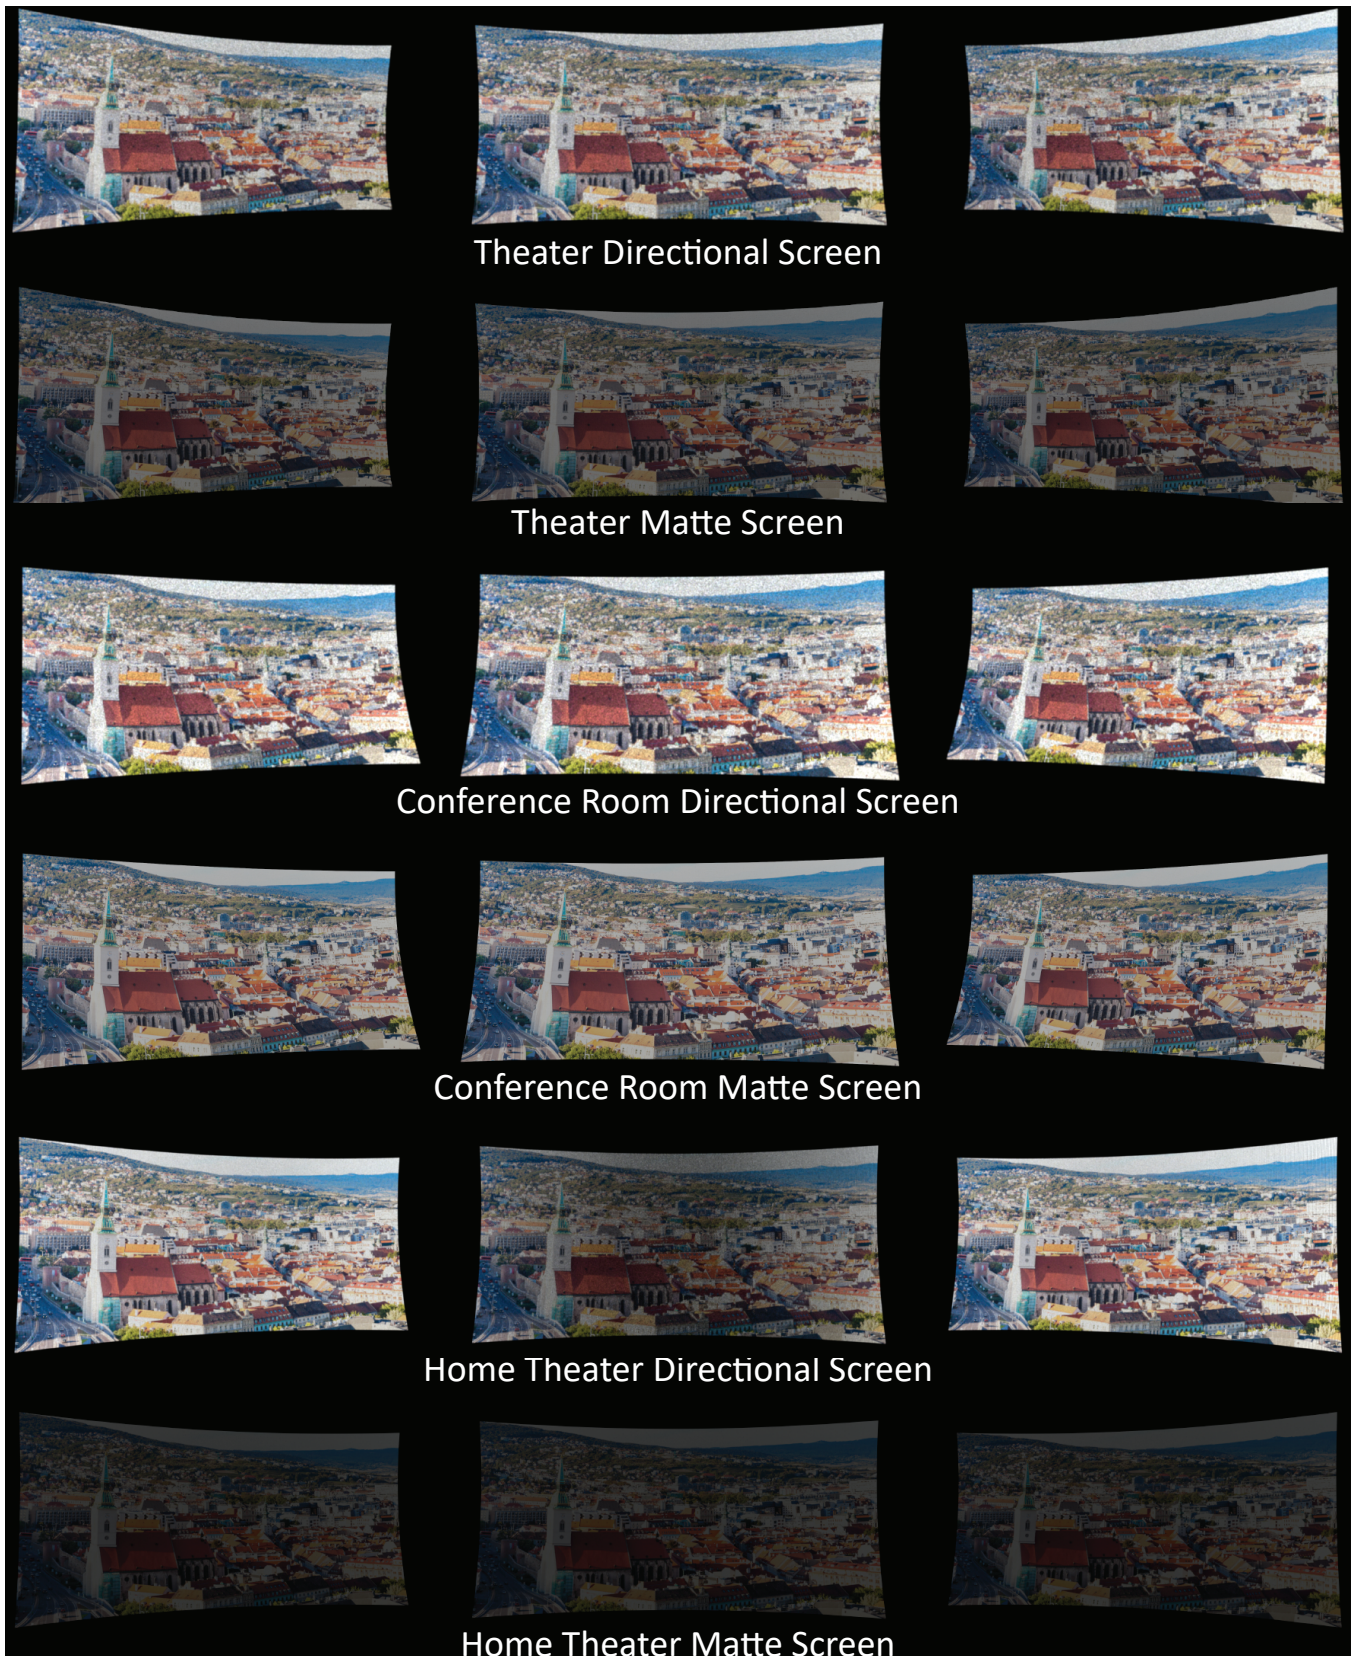 Theater Directional Screen
Theater Matte Screen
Conference Room Directional Screen
Conference Room Matte Screen
Home Theater Directional Screen
Home Theater Matte Screen